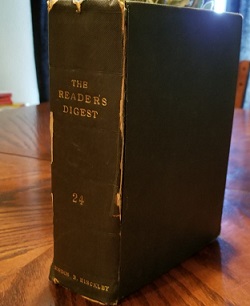 THE
READER'S
DIGEST
24